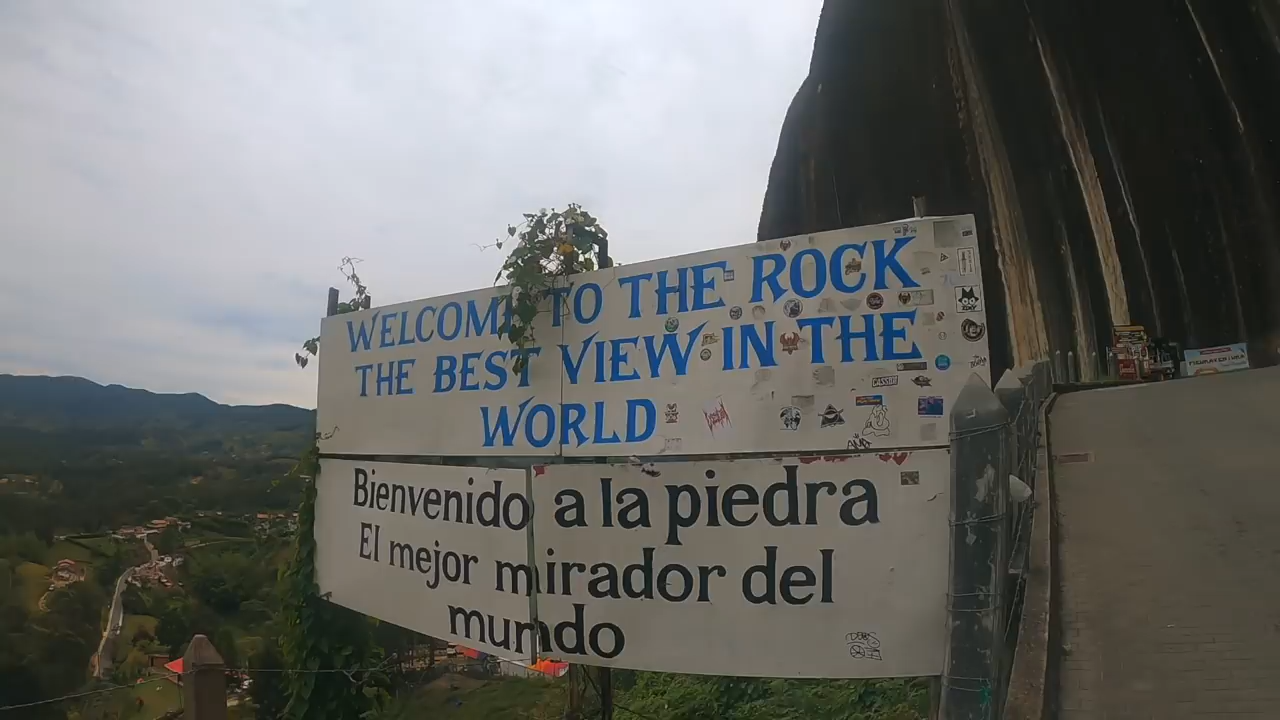 WELCOME TO THE ROCK
THE BEST VIEW IN THE
WORLD
Bienvenido a la piedra
El mejor mirador del
mundo